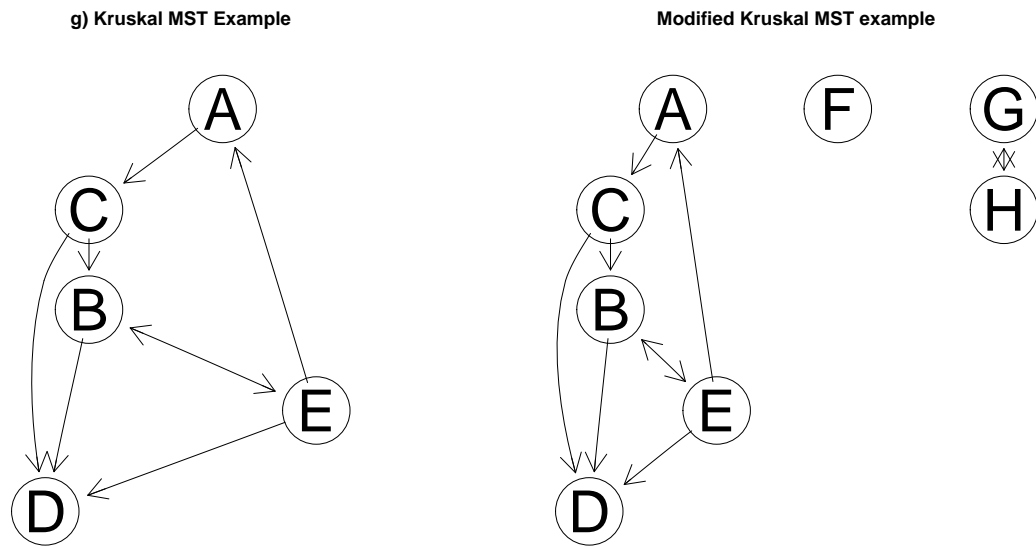 g) Kruskal MST Example
A
C
B
E
D
Modified Kruskal MST example
A
F
G
C
H
B
E
D